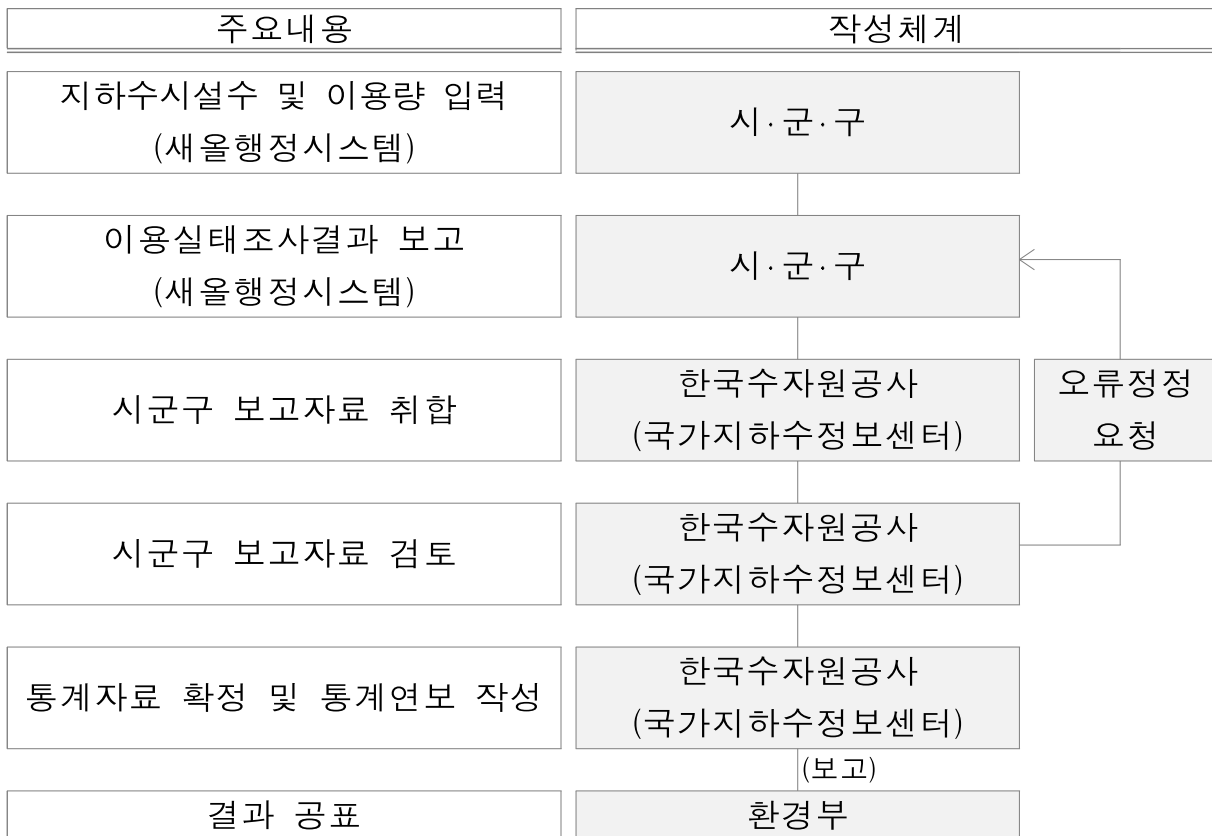 주요내용
작성체계
지하수시설수 및 이용량 입력
(새올행정시스템)
시·군·구
이용실태조사결과 보고
(새올행정시스템)
시·군·구
시군구 보고자료 취합
한국수자원공사
(국가지하수정보센터)
오류정정
요청
시군구 보고자료 검토
한국수자원공사
(국가지하수정보센터)
통계자료 확정 및 통계연보 작성
한국수자원공사
(국가지하수정보센터)
(보고)
결과 공표
환경부